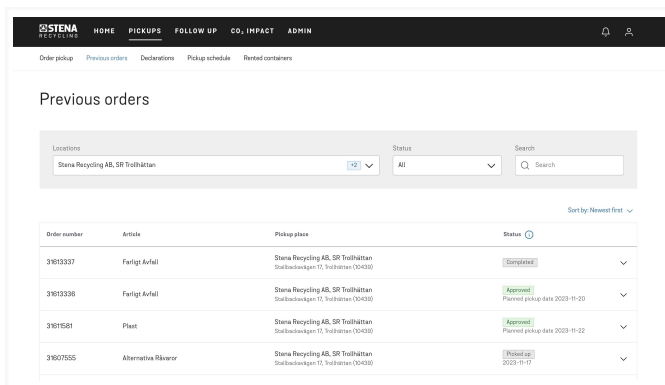 STENA
RECYCLING
HOME PICKUPS FOLLOW UP CO₂ IMPACT ADMIN
Order pickup Previous orders Declarations Pickup schedule Rented containers
Previous orders
Locations Status Search
Stena Recycling AB, SR Trollhättan +2 All Search
Sort by: Newest first
Order number Article Pickup place Status i
31613337 Farligt Avfall Stena Recycling AB, SR Trollhättan Completed
Stallbackavägen 17, Trollhättan (10439)
31613336 Farligt Avfall Stena Recycling AB, SR Trollhättan Approved
Stallbackavägen 17, Trollhättan (10439) Planned pickup date 2023-11-20
31611581 Plast Stena Recycling AB, SR Trollhättan Approved
Stallbackavägen 17, Trollhättan (10439) Planned pickup date 2023-11-22
31607555 Alternativa Råvaror Stena Recycling AB, SR Trollhättan Picked up
Stallbackavägen 17, Trollhättan (10439) 2023-11-17